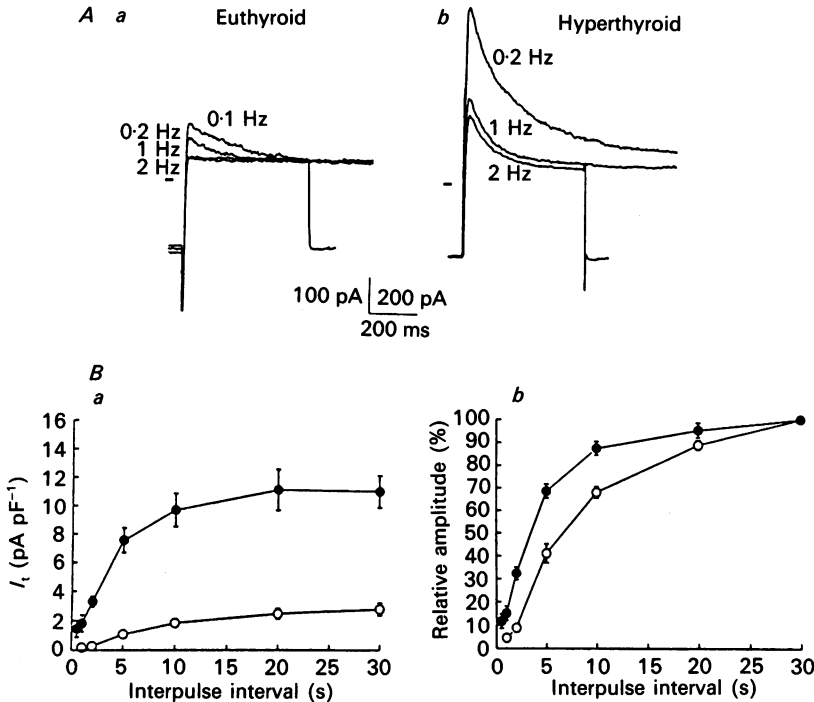 A a Euthyroid
0·1 Hz
0·2 Hz
1 Hz
2 Hz
b Hyperthyroid
0·2 Hz
1 Hz
2 Hz
100 pA 200 pA
200 ms
B
a
I_t (pA pF⁻¹)
16
14
12
10
8
6
4
2
0
0 5 10 15 20 25 30
Interpulse interval (s)
b
Relative amplitude (%)
100
90
80
70
60
50
40
30
20
10
0
0 5 10 20 30
Interpulse interval (s)